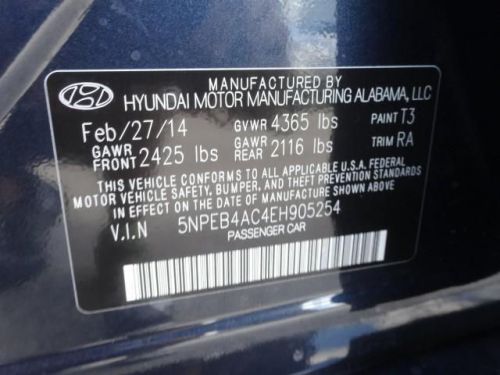 MANUFACTURED BY
HYUNDAI MOTOR MANUFACTURING ALABAMA, LLC
Feb/27/14 GVWR 4365 lbs PAINT T3
GAWR FRONT 2425 lbs GAWR REAR 2116 lbs TRIM RA
THIS VEHICLE CONFORMS TO ALL APPLICABLE U.S.A. FEDERAL
MOTOR VEHICLE SAFETY, BUMPER, AND THEFT PREVENTION
STANDARDS IN EFFECT ON THE DATE OF MANUFACTURE SHOWN ABOVE.
V.I.N 5NPEB4AC4EH905254
PASSENGER CAR